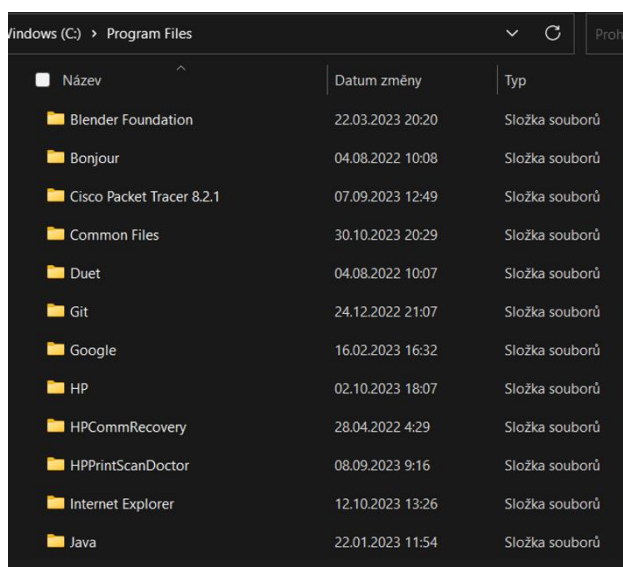 Windows (C:) > Program Files Proh
Název Datum změny Typ
Blender Foundation 22.03.2023 20:20 Složka souborů
Bonjour 04.08.2022 10:08 Složka souborů
Cisco Packet Tracer 8.2.1 07.09.2023 12:49 Složka souborů
Common Files 30.10.2023 20:29 Složka souborů
Duet 04.08.2022 10:07 Složka souborů
Git 24.12.2022 21:07 Složka souborů
Google 16.02.2023 16:32 Složka souborů
HP 02.10.2023 18:07 Složka souborů
HPCommRecovery 28.04.2022 4:29 Složka souborů
HPPrintScanDoctor 08.09.2023 9:16 Složka souborů
Internet Explorer 12.10.2023 13:26 Složka souborů
Java 22.01.2023 11:54 Složka souborů